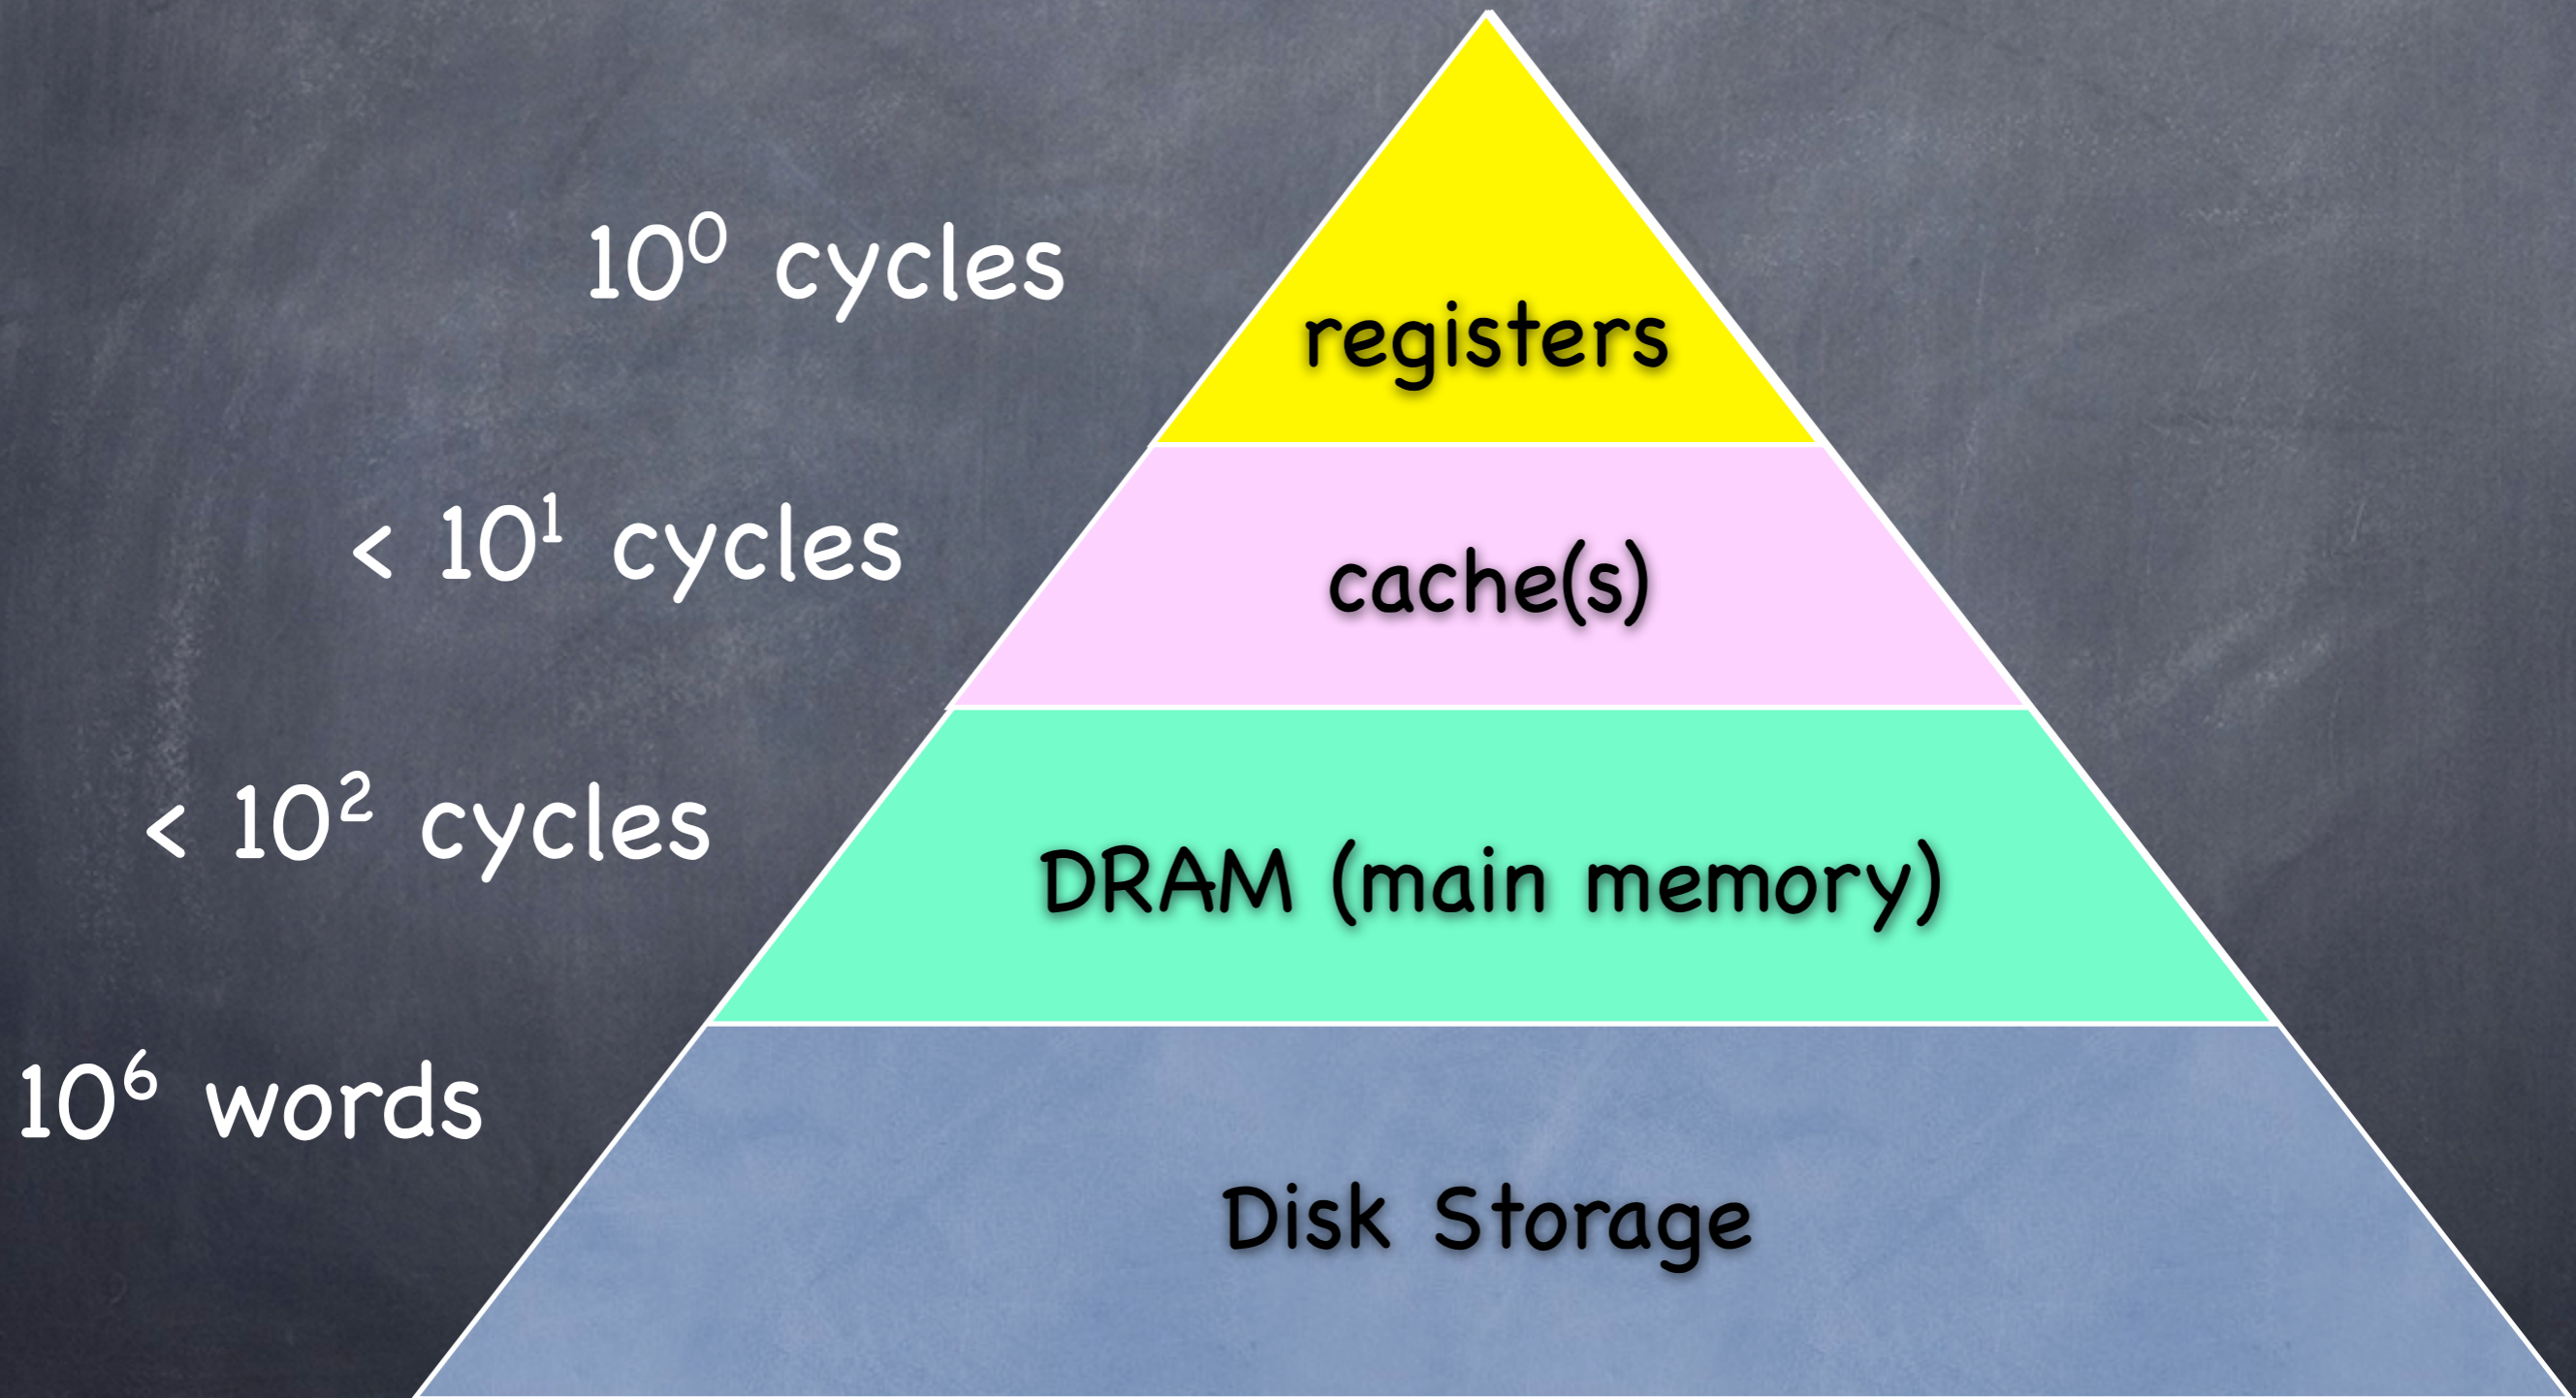 10⁰ cycles
registers
< 10¹ cycles
cache(s)
< 10² cycles
DRAM (main memory)
10⁶ words
Disk Storage